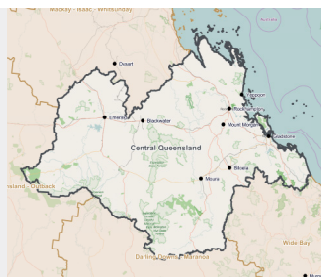 Mackay - Isaac - Whitsunday
Dysart
Yeppoon
Rockhampton
Emerald
Blackwater
Mount Morgan
Gladstone
Central Queensland
Biloela
Moura
Outback
Wide Bay
Darling Downs - Maranoa